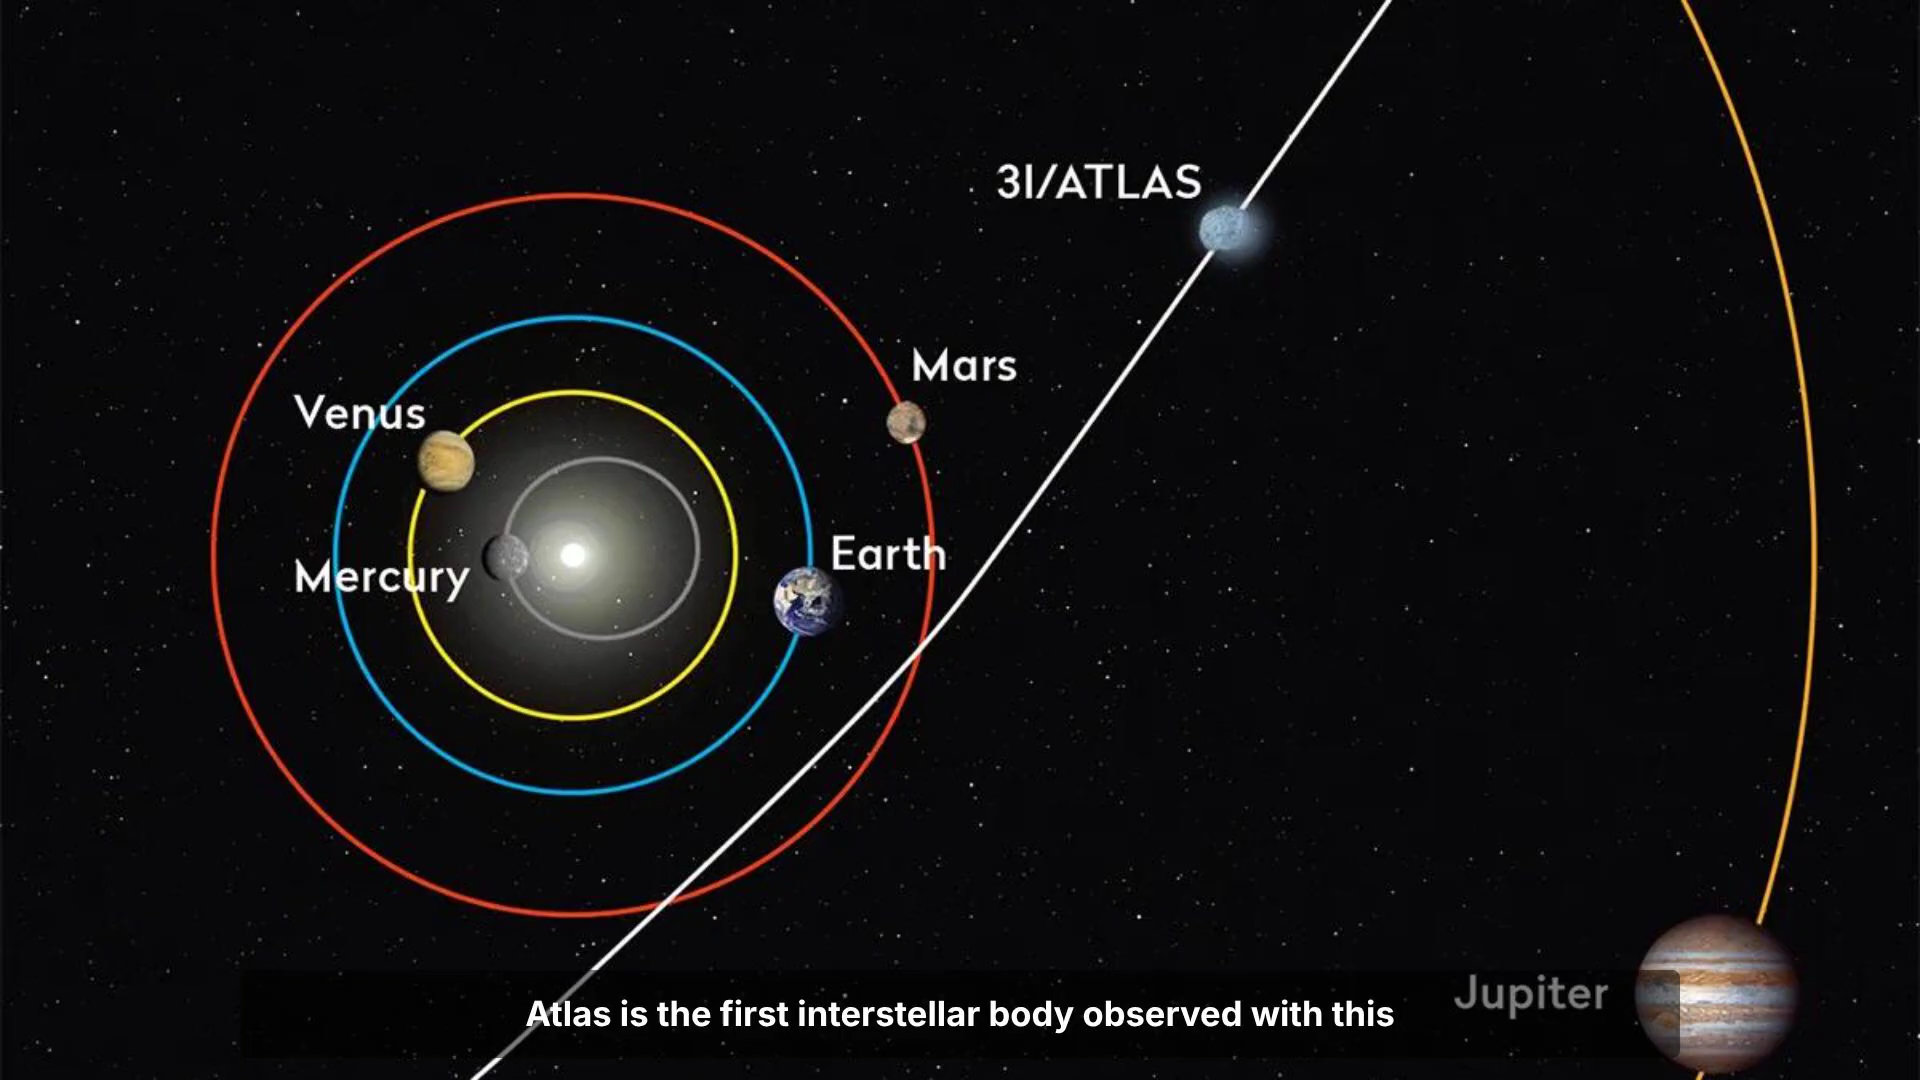 3I/ATLAS
Mars
Venus
Earth
Mercury
Jupiter
Atlas is the first interstellar body observed with this